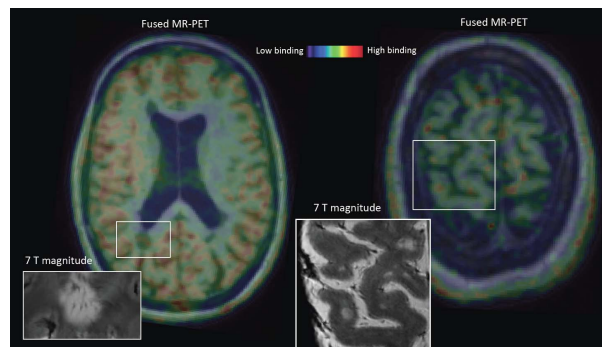 Fused MR-PET
Fused MR-PET
Low binding
High binding
7 T magnitude
7 T magnitude